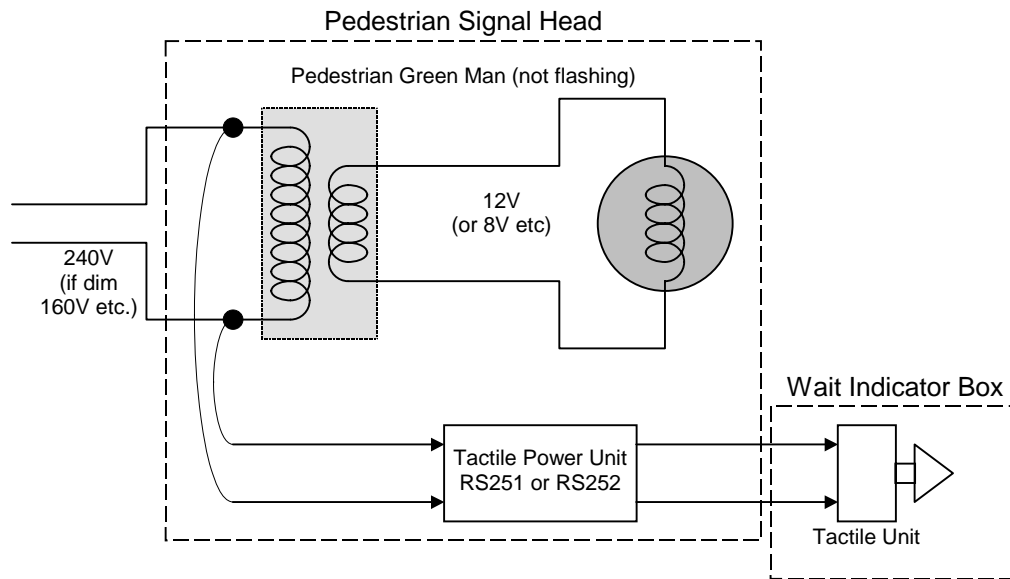 Pedestrian Signal Head
Pedestrian Green Man (not flashing)
12V
(or 8V etc)
240V
(if dim
160V etc.)
Wait Indicator Box
Tactile Power Unit
RS251 or RS252
Tactile Unit